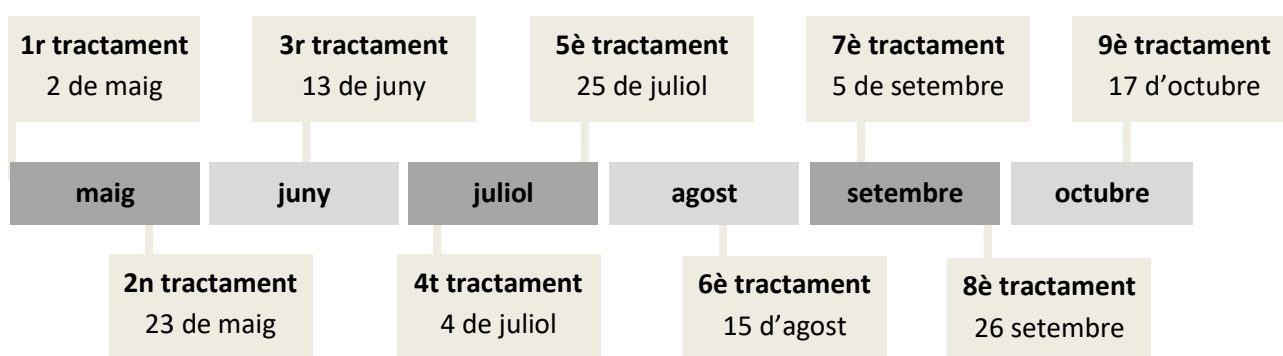 1r tractament
2 de maig
3r tractament
13 de juny
5è tractament
25 de juliol
7è tractament
5 de setembre
9è tractament
17 d’octubre
maig
juny
juliol
agost
setembre
octubre
2n tractament
23 de maig
4t tractament
4 de juliol
6è tractament
15 d’agost
8è tractament
26 setembre